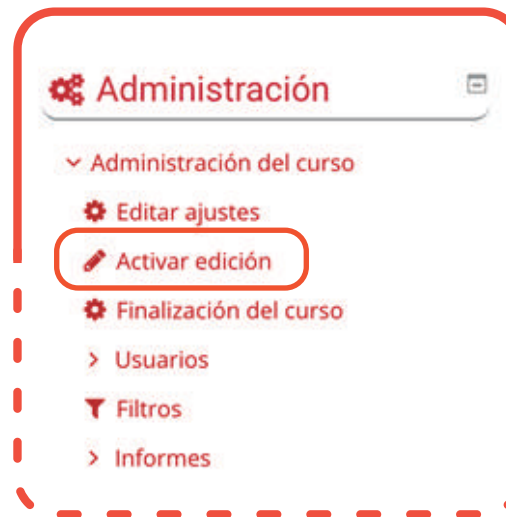 Administración
Administración del curso
Editar ajustes
Activar edición
Finalización del curso
Usuarios
Filtros
Informes